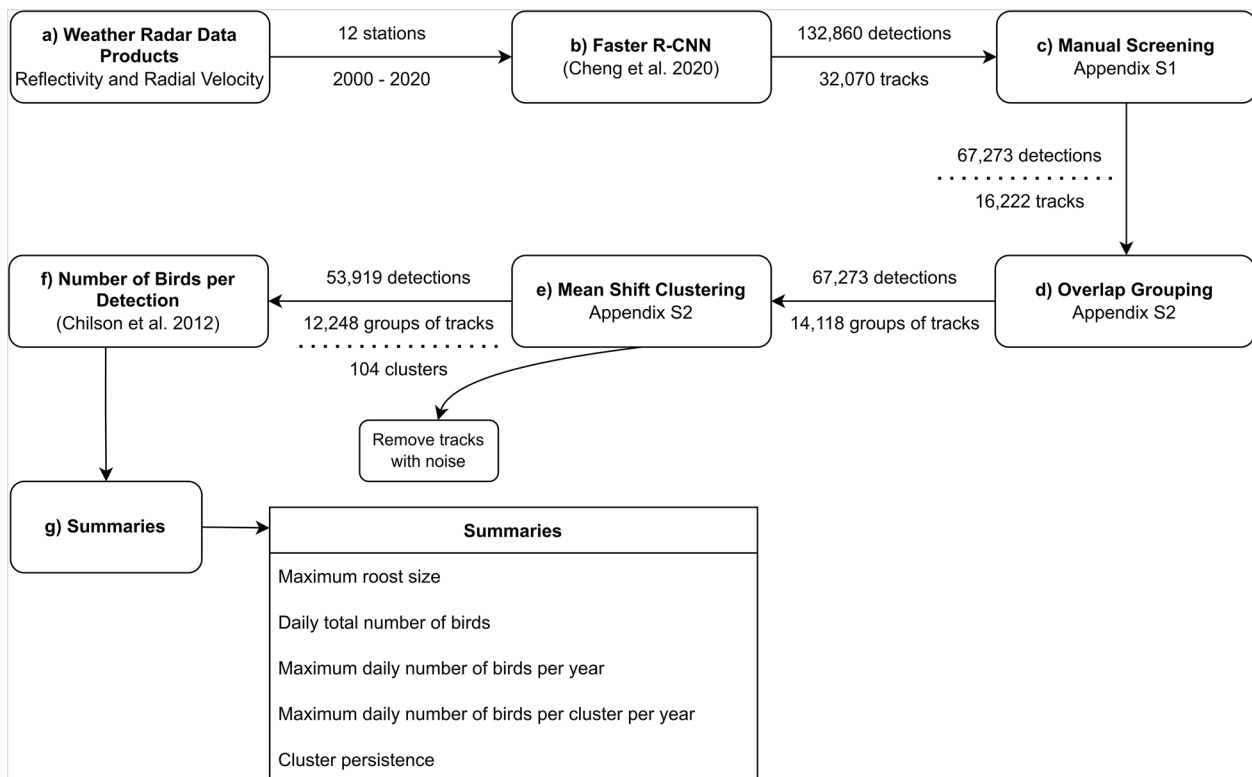 a) Weather Radar Data
Products
Reflectivity and Radial Velocity
12 stations
2000 - 2020
b) Faster R-CNN
(Cheng et al. 2020)
132,860 detections
32,070 tracks
c) Manual Screening
Appendix S1
67,273 detections
16,222 tracks
d) Overlap Grouping
Appendix S2
67,273 detections
14,118 groups of tracks
e) Mean Shift Clustering
Appendix S2
53,919 detections
12,248 groups of tracks
104 clusters
Remove tracks
with noise
f) Number of Birds per
Detection
(Chilson et al. 2012)
g) Summaries
Summaries
Maximum roost size
Daily total number of birds
Maximum daily number of birds per year
Maximum daily number of birds per cluster per year
Cluster persistence